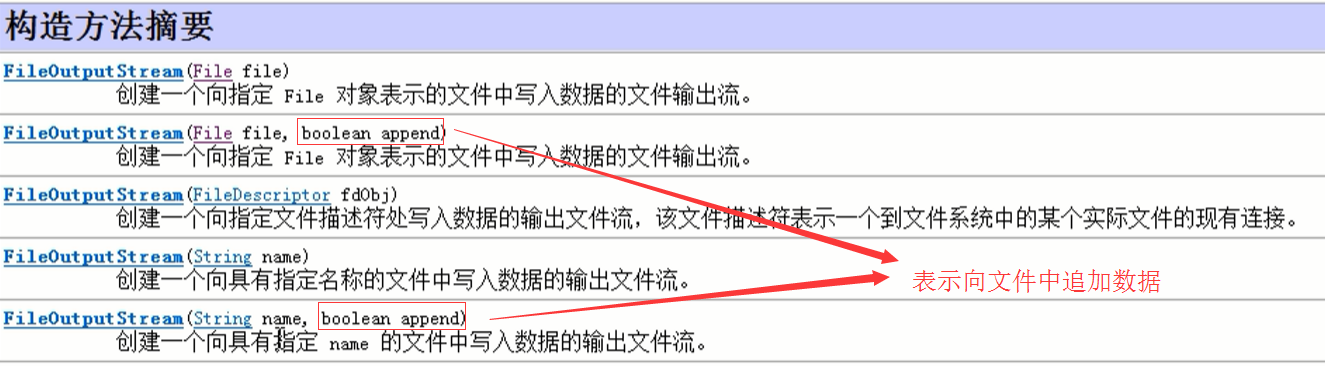 构造方法摘要
FileOutputStream(File file)
创建一个向指定 File 对象表示的文件中写入数据的文件输出流。
FileOutputStream(File file, boolean append)
创建一个向指定 File 对象表示的文件中写入数据的文件输出流。
FileOutputStream(FileDescriptor fdObj)
创建一个向指定文件描述符处写入数据的输出文件流，该文件描述符表示一个到文件系统中的某个实际文件的现有连接。
FileOutputStream(String name)
创建一个向具有指定名称的文件中写入数据的输出文件流。
表示向文件中追加数据
FileOutputStream(String name, boolean append)
创建一个向具有指定 name 的文件中写入数据的输出文件流。